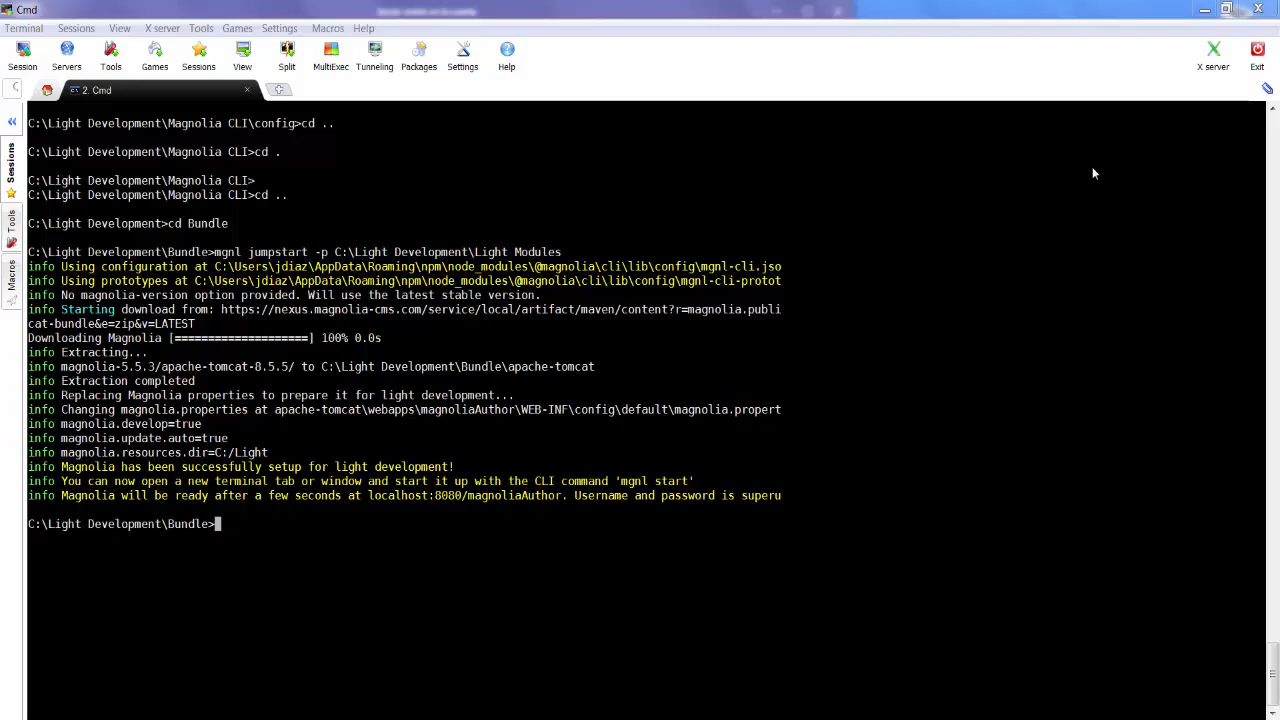 Cmd
Terminal Sessions View X server Tools Games Settings Macros Help
Session Servers Tools Games Sessions View Split MultiExec Tunneling Packages Settings Help X server Exit
2. Cmd
Sessions
Tools
Macros
C:\Light Development\Magnolia CLI\config>cd ..
C:\Light Development\Magnolia CLI>cd .
C:\Light Development\Magnolia CLI>
C:\Light Development\Magnolia CLI>cd ..
C:\Light Development>cd Bundle
C:\Light Development\Bundle>mgnl jumpstart -p C:\Light Development\Light Modules
info Using configuration at C:\Users\jdiaz\AppData\Roaming\npm\node_modules\@magnolia\cli\lib\config\mgnl-cli.jso
info Using prototypes at C:\Users\jdiaz\AppData\Roaming\npm\node_modules\@magnolia\cli\lib\config\mgnl-cli-protot
info No magnolia-version option provided. Will use the latest stable version.
info Starting download from: https://nexus.magnolia-cms.com/service/local/artifact/maven/content?r=magnolia.publi
cat-bundle&e=zip&v=LATEST
Downloading Magnolia [====================] 100% 0.0s
info Extracting...
info magnolia-5.5.3/apache-tomcat-8.5.5/ to C:\Light Development\Bundle\apache-tomcat
info Extraction completed
info Replacing Magnolia properties to prepare it for light development...
info Changing magnolia.properties at apache-tomcat\webapps\magnoliaAuthor\WEB-INF\config\default\magnolia.propert
info magnolia.develop=true
info magnolia.update.auto=true
info magnolia.resources.dir=C:/Light
info Magnolia has been successfully setup for light development!
info You can now open a new terminal tab or window and start it up with the CLI command 'mgnl start'
info Magnolia will be ready after a few seconds at localhost:8080/magnoliaAuthor. Username and password is superu
C:\Light Development\Bundle>